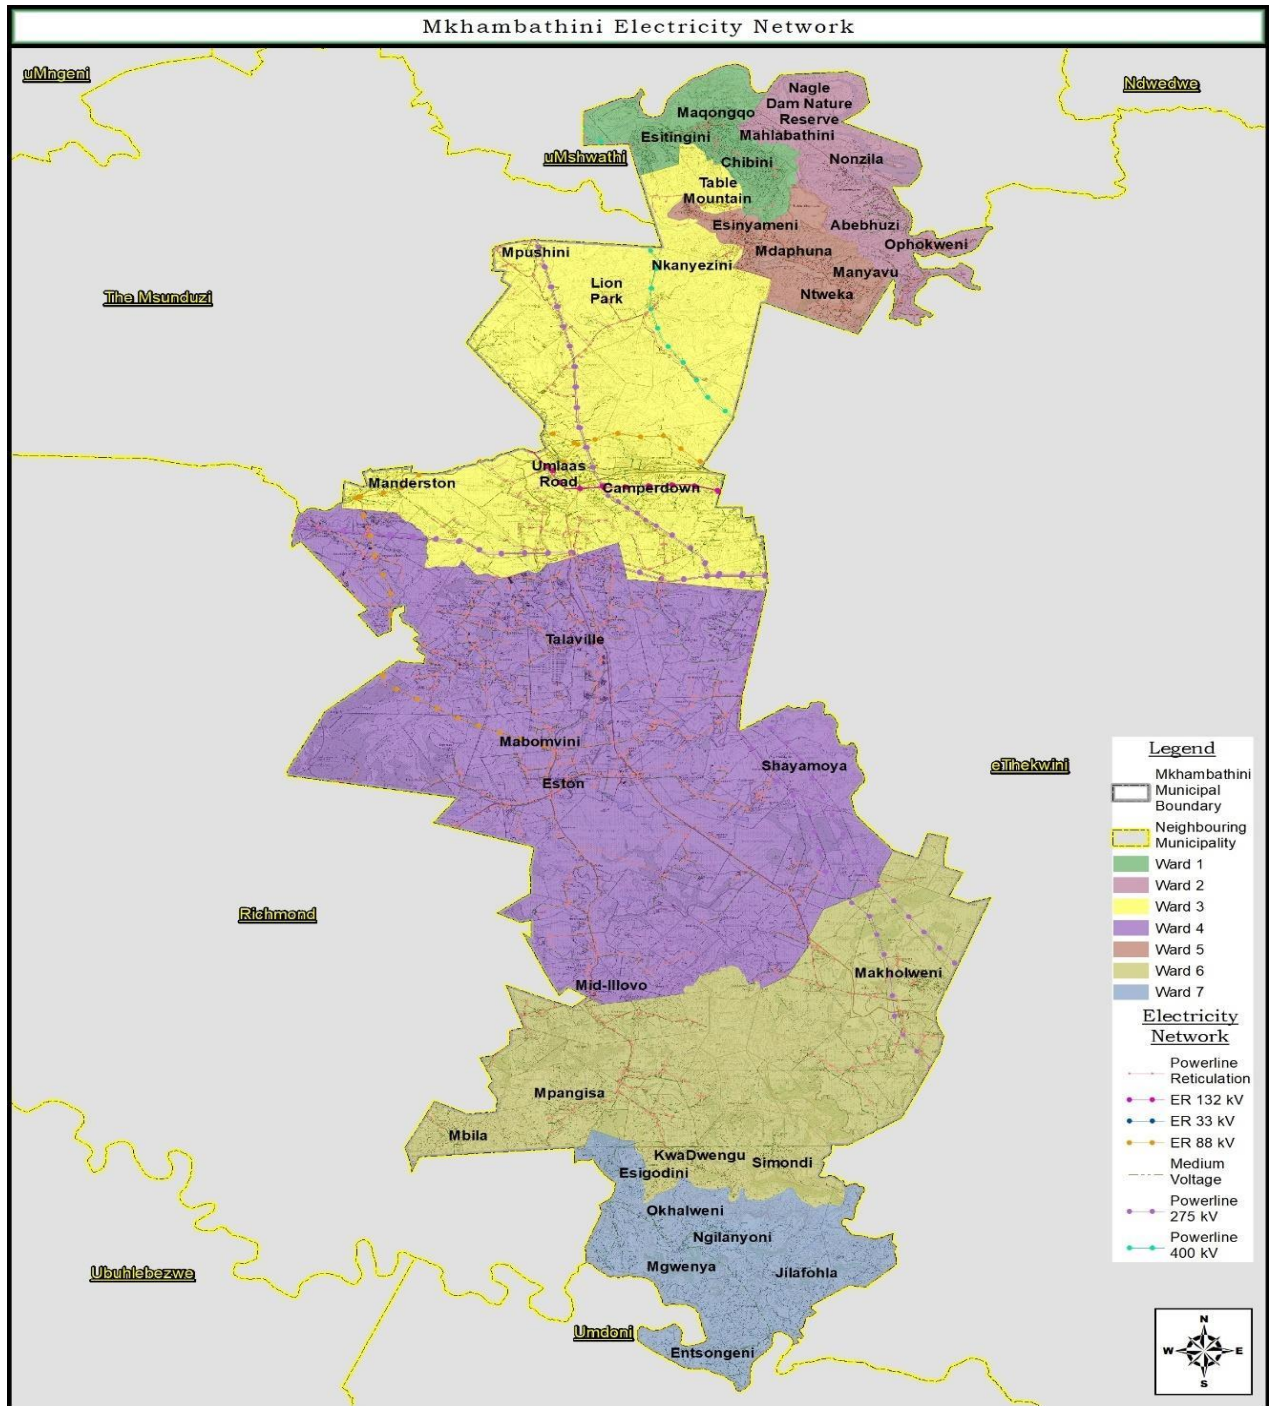 Mkhambathini Electricity Network
uMngeni
Ndwedwe
Nagle
Dam Nature
Reserve
Maqongqo
Esitingini
Mahlabathini
uMshwathi
Chibini
Nonzila
Table
Mountain
Esinyameni
Abebhuzi
Ophokweni
Mpushini
Mdaphuna
Nkanyezini
Manyavu
Lion
Park
Ntweka
The Msunduzi
Umlaas
Road
Manderston
Camperdown
Talaville
Mabomvini
Shayamoya
eThekwini
Eston
Richmond
Makholweni
Mid-Illovo
Mpangisa
Mbila
KwaDwengu
Simondi
Esigodini
Okhalweni
Ngilanyoni
Mgwenya
Jilafohla
Ubuhlebezwe
Umdoni
Entsongeni
Legend
Mkhambathini
Municipal
Boundary
Neighbouring
Municipality
Ward 1
Ward 2
Ward 3
Ward 4
Ward 5
Ward 6
Ward 7
Electricity
Network
Powerline
Reticulation
ER 132 kV
ER 33 kV
ER 88 kV
Medium
Voltage
Powerline
275 kV
Powerline
400 kV
N
W
E
S